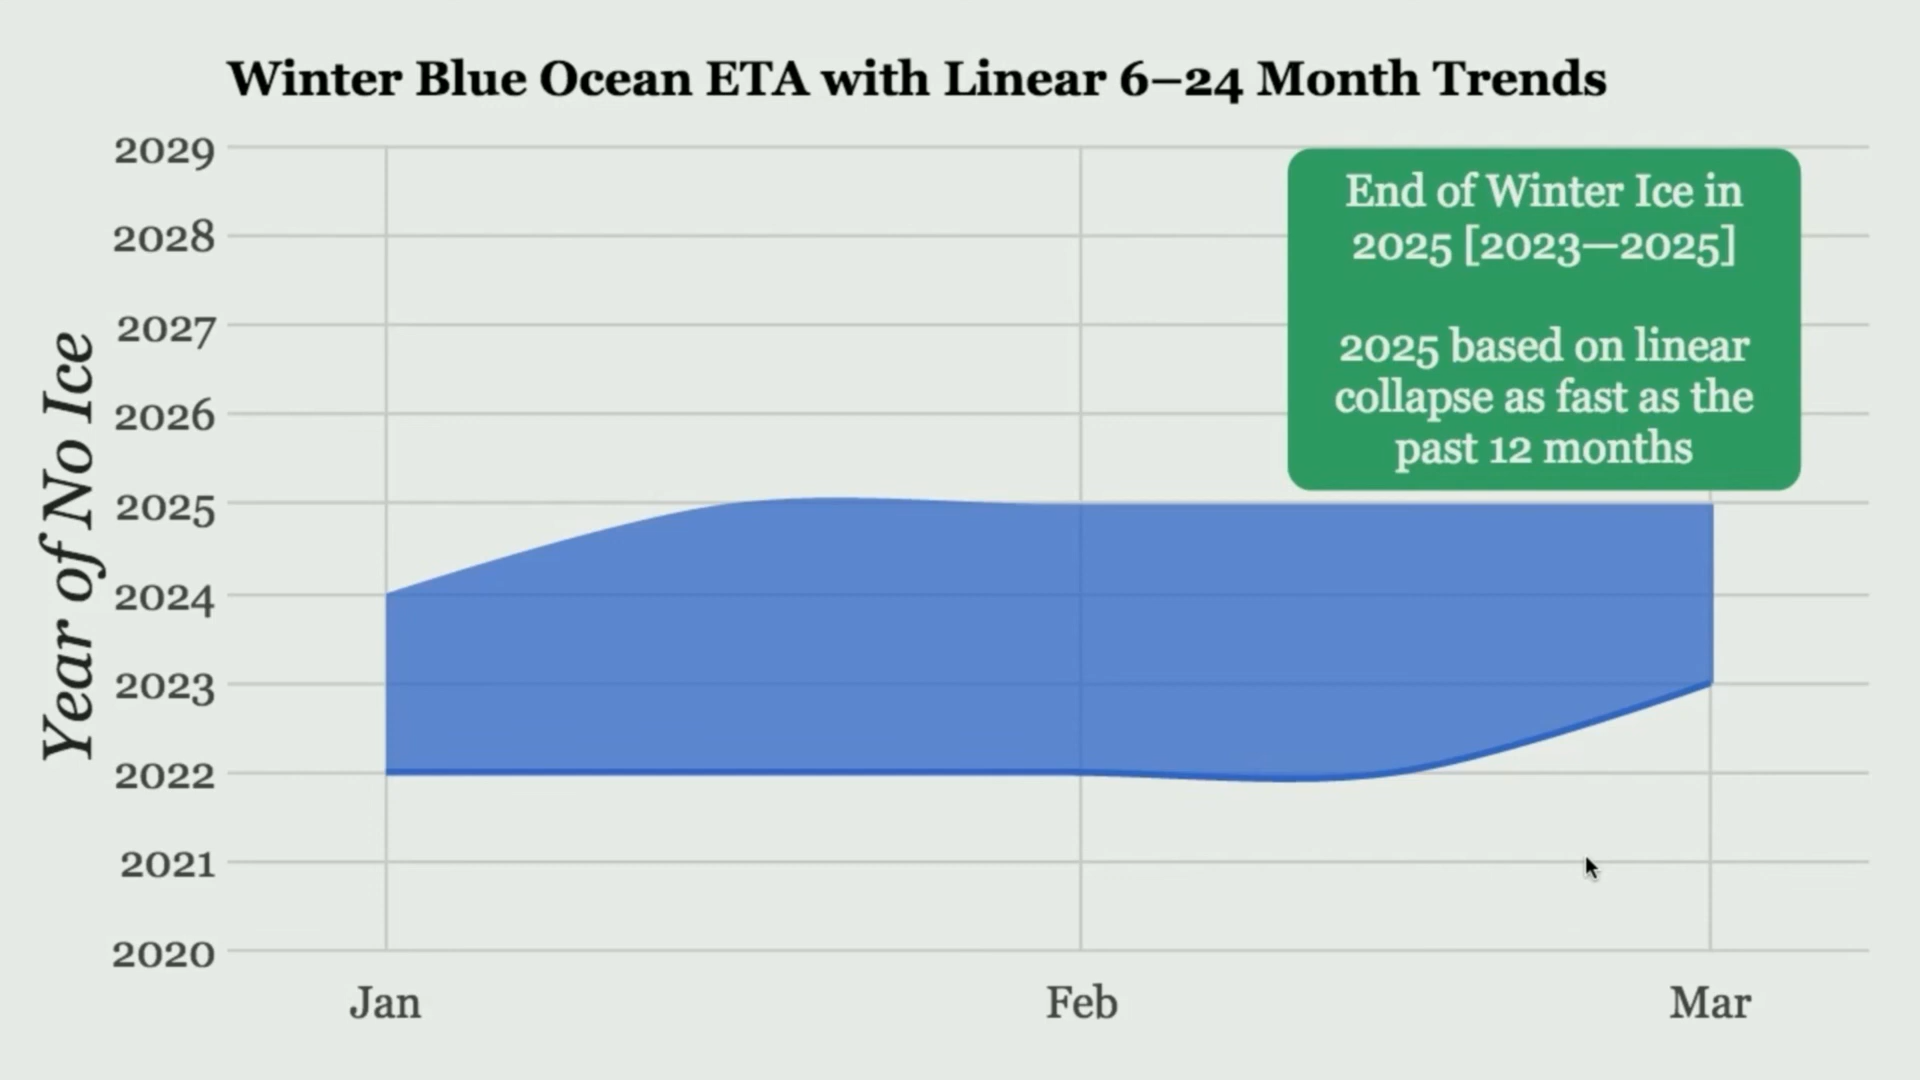 Winter Blue Ocean ETA with Linear 6–24 Month Trends
2029
2028
2027
2026
2025
2024
2023
2022
2021
2020
Year of No Ice
End of Winter Ice in
2025 [2023—2025]
2025 based on linear
collapse as fast as the
past 12 months
Jan
Feb
Mar